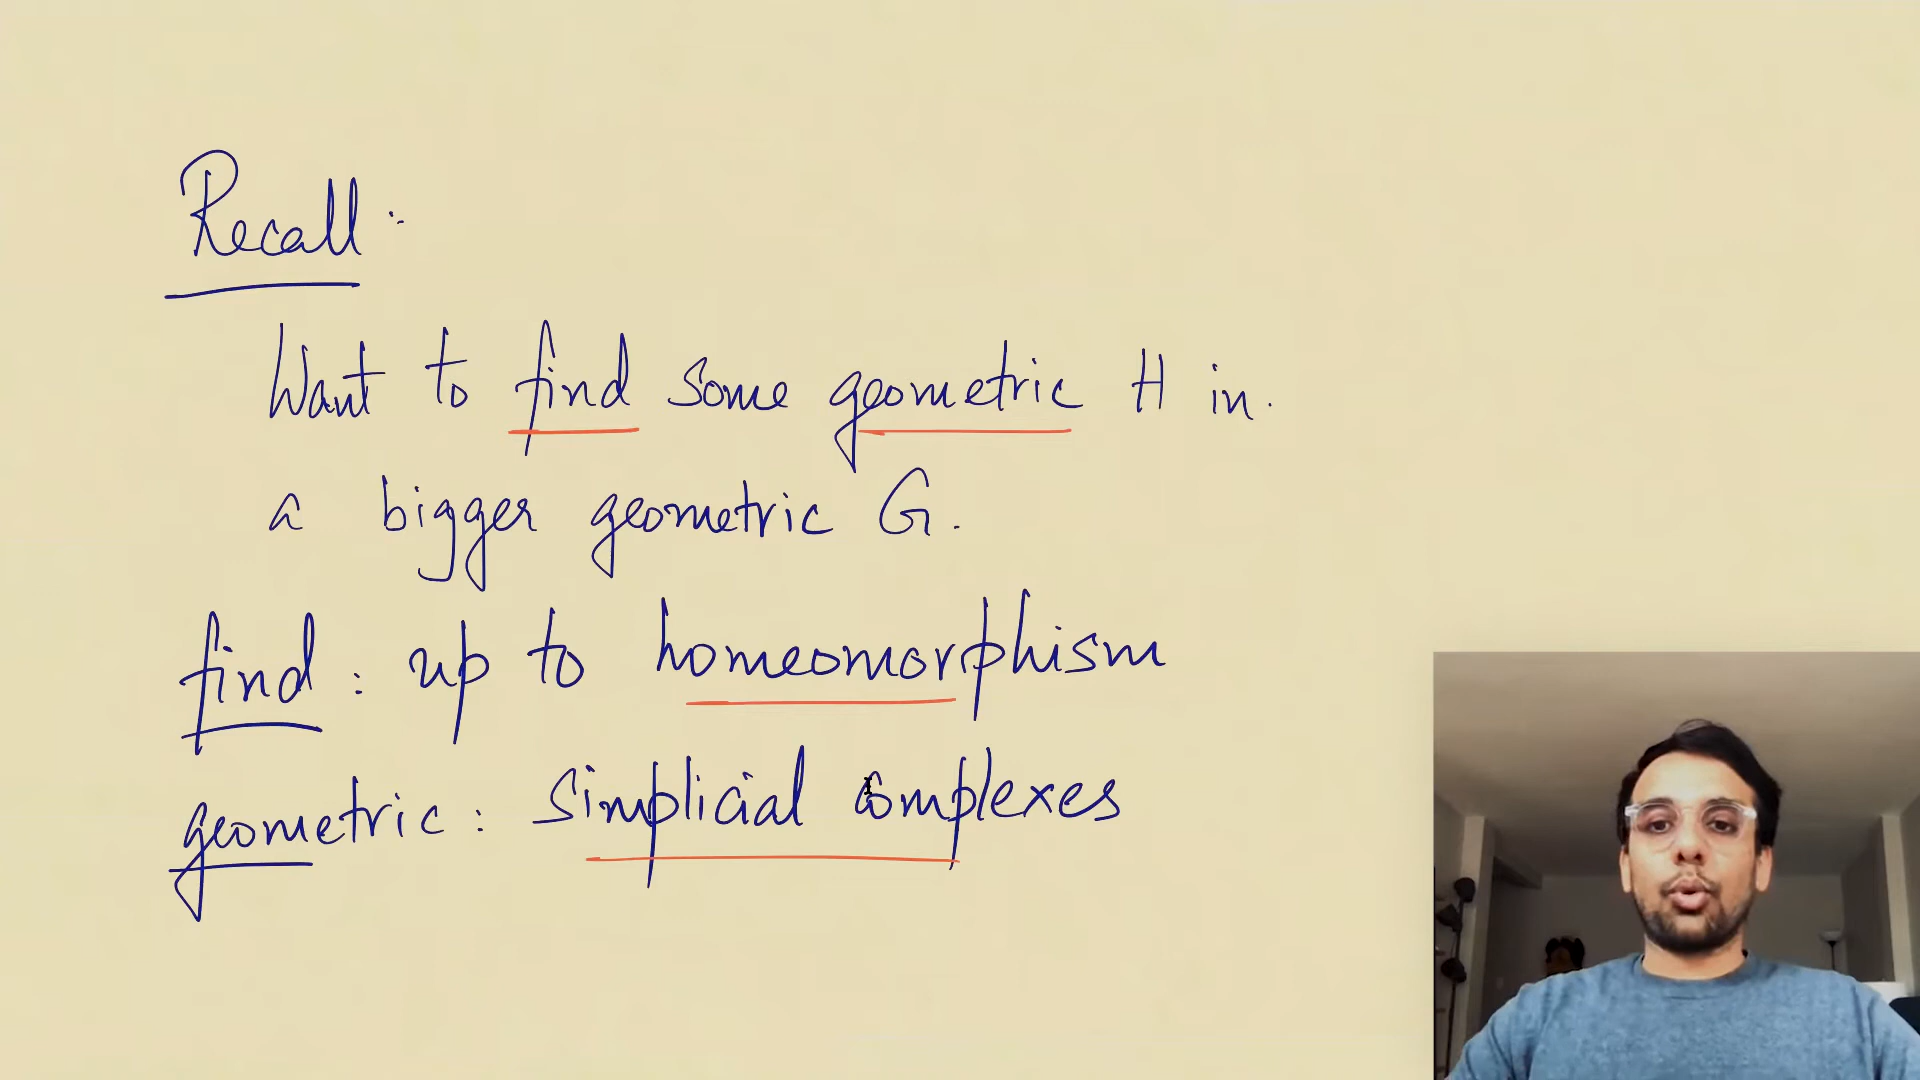 Recall:
Want to find some geometric H in.
a bigger geometric G.
find: up to homeomorphism
geometric: simplicial complexes